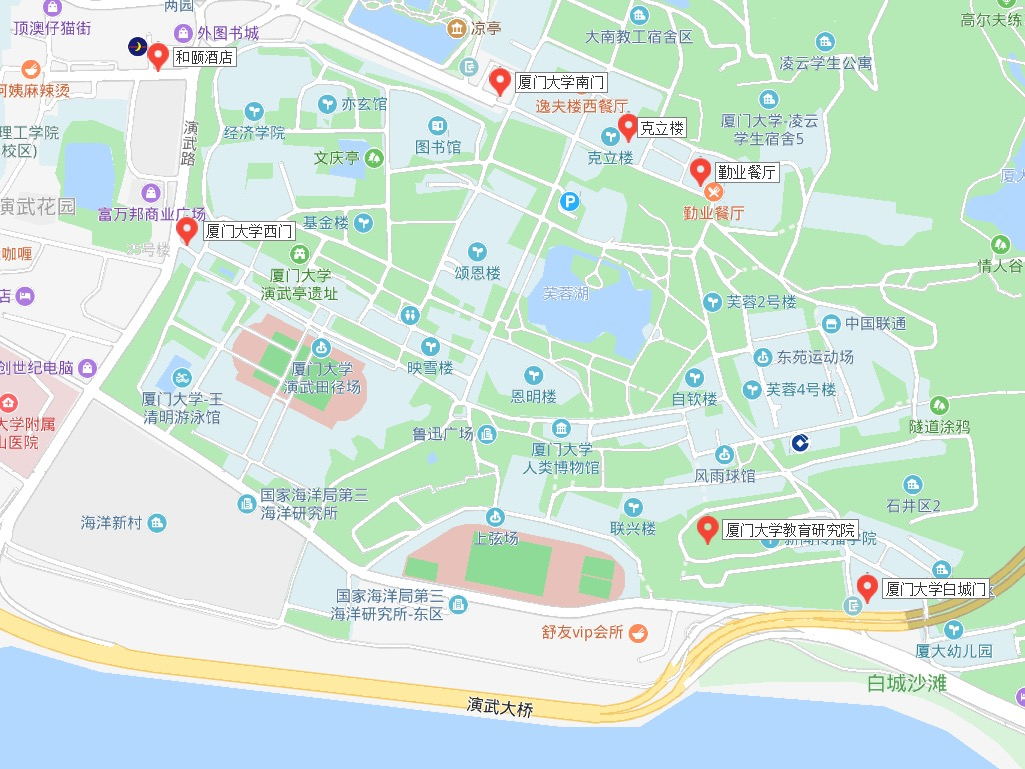 两园
顶澳仔猫街
外图书城
凉亭
大南教工宿舍区
高尔夫练
和颐酒店
凌云学生公寓
阿姨麻辣烫
厦门大学南门
逸夫楼西餐厅
亦玄馆
演武路
经济学院
图书馆
克立楼
克立楼
厦门大学-凌云
学生宿舍5
理工学院
校区)
文庆亭
勤业餐厅
勤业餐厅
厦大
演武花园
富万邦商业广场
基金楼
厦门大学西门
25号楼
咖喱
情人谷
颂恩楼
厦门大学
演武亭遗址
芙蓉湖
店
芙蓉2号楼
中国联通
创世纪电脑
映雪楼
厦门大学
演武田径场
东苑运动场
恩明楼
自钦楼
芙蓉4号楼
厦门大学-王
清明游泳馆
大学附属
山医院
鲁迅广场
隧道涂鸦
厦门大学
人类博物馆
风雨球馆
国家海洋局第三
海洋研究所
石井区2
海洋新村
联兴楼
上弦场
厦门大学教育研究院
新闻传播学院
国家海洋局第三
海洋研究所-东区
厦门大学白城门
舒友vip会所
厦大幼儿园
白城沙滩
演武大桥